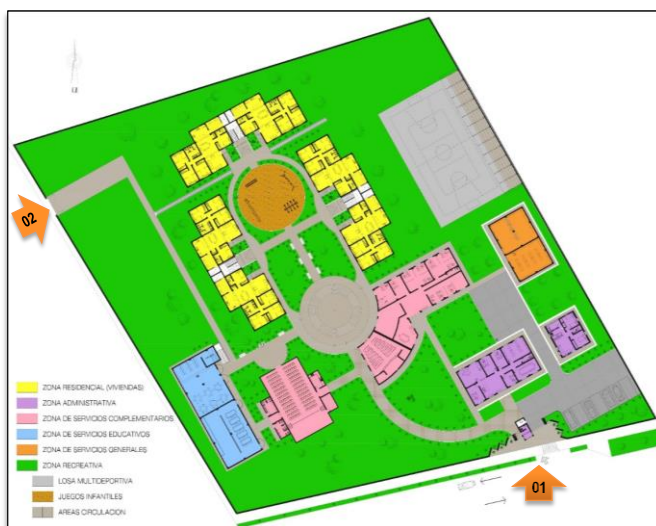 02
ZONA RESIDENCIAL (VIVIENDAS)
ZONA ADMINISTRATIVA
ZONA DE SERVICIOS COMPLEMENTARIOS
ZONA DE SERVICIOS EDUCATIVOS
ZONA DE SERVICIOS GENERALES
ZONA RECREATIVA
LOSA MULTIDEPORTIVA
JUEGOS INFANTILES
AREAS CIRCULACION
01